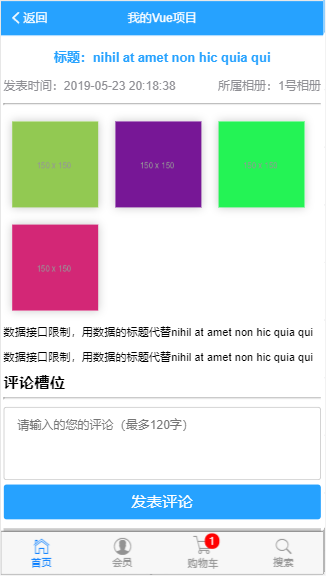 返回
我的Vue项目
标题：nihil at amet non hic quia qui
发表时间：2019-05-23 20:18:38
所属相册：1号相册
150 x 150
150 x 150
150 x 150
150 x 150
数据接口限制，用数据的标题代替nihil at amet non hic quia qui
数据接口限制，用数据的标题代替nihil at amet non hic quia qui
评论槽位
请输入的您的评论（最多120字）
发表评论
1
首页
会员
购物车
搜索